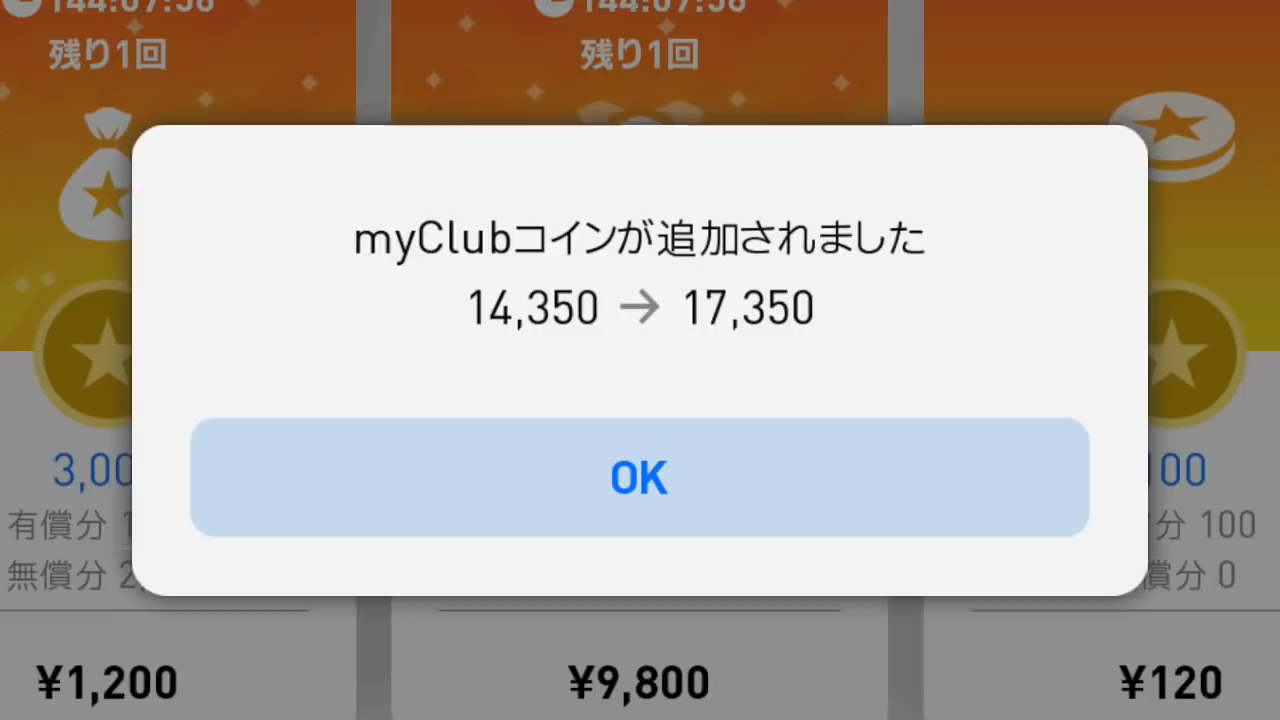 残り1回
残り1回
myClubコインが追加されました
14,350 → 17,350
OK
有償分
100
無償分
償分 0
¥1,200
¥9,800
¥120